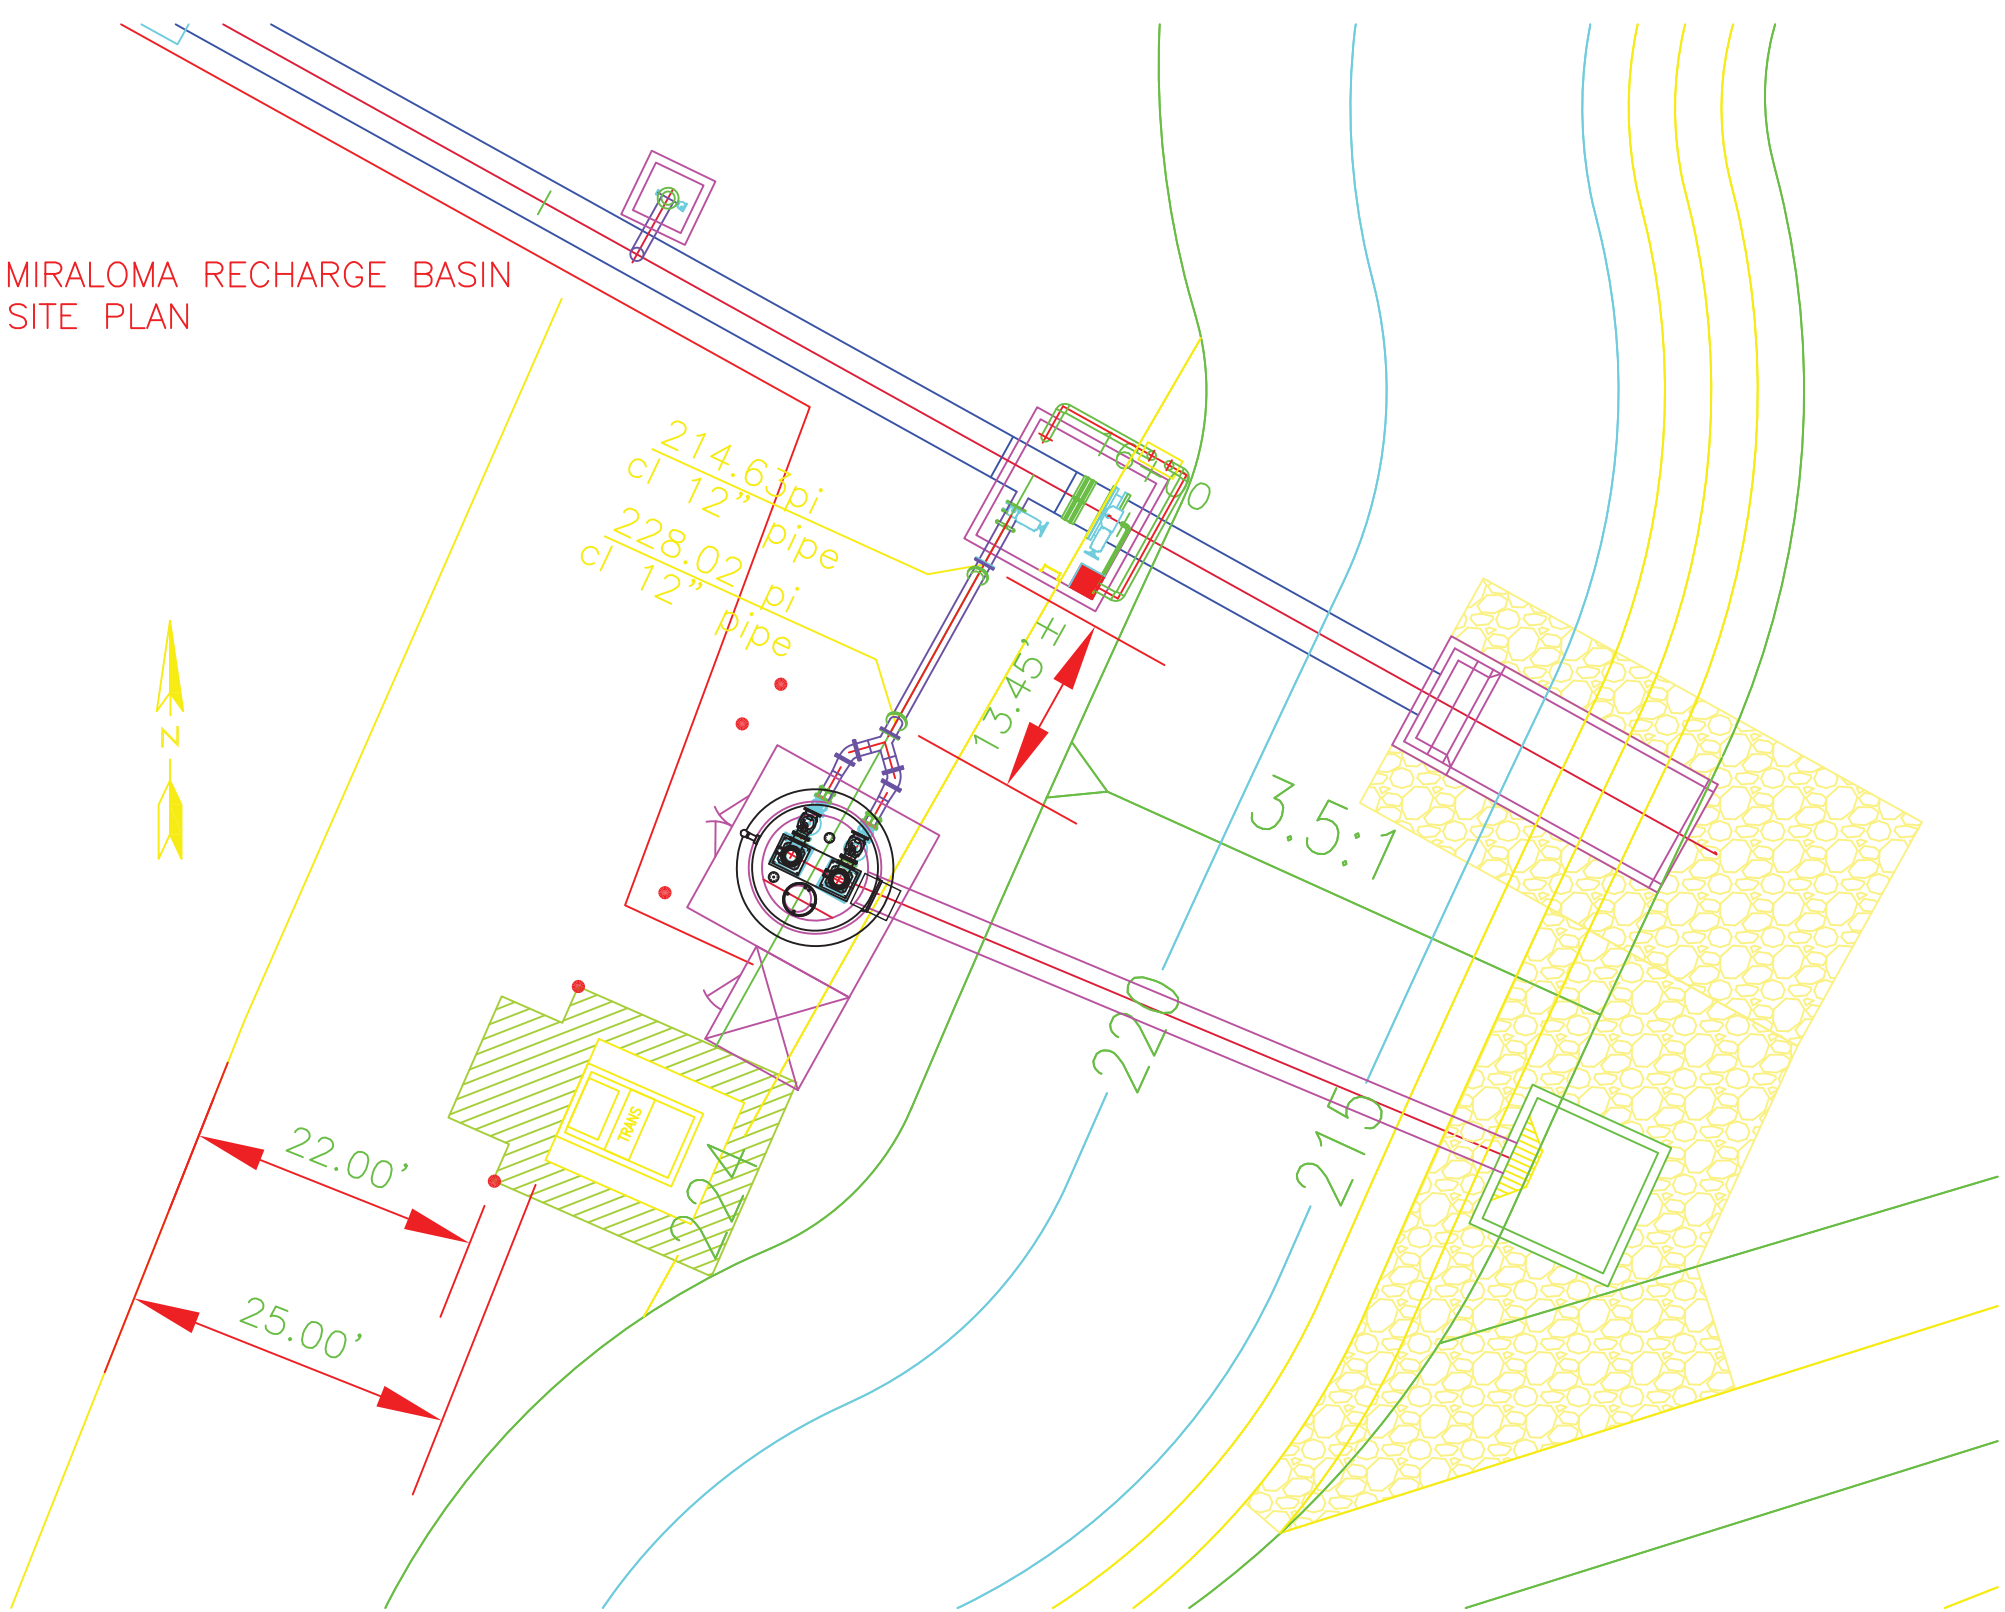 MIRALOMA RECHARGE BASIN
SITE PLAN
214.63pi
cl 12” pipe
228.02 pi
cl 12” pipe
13.45’±
N
3.5:1
220
215
224
TRANS
22.00’
25.00’